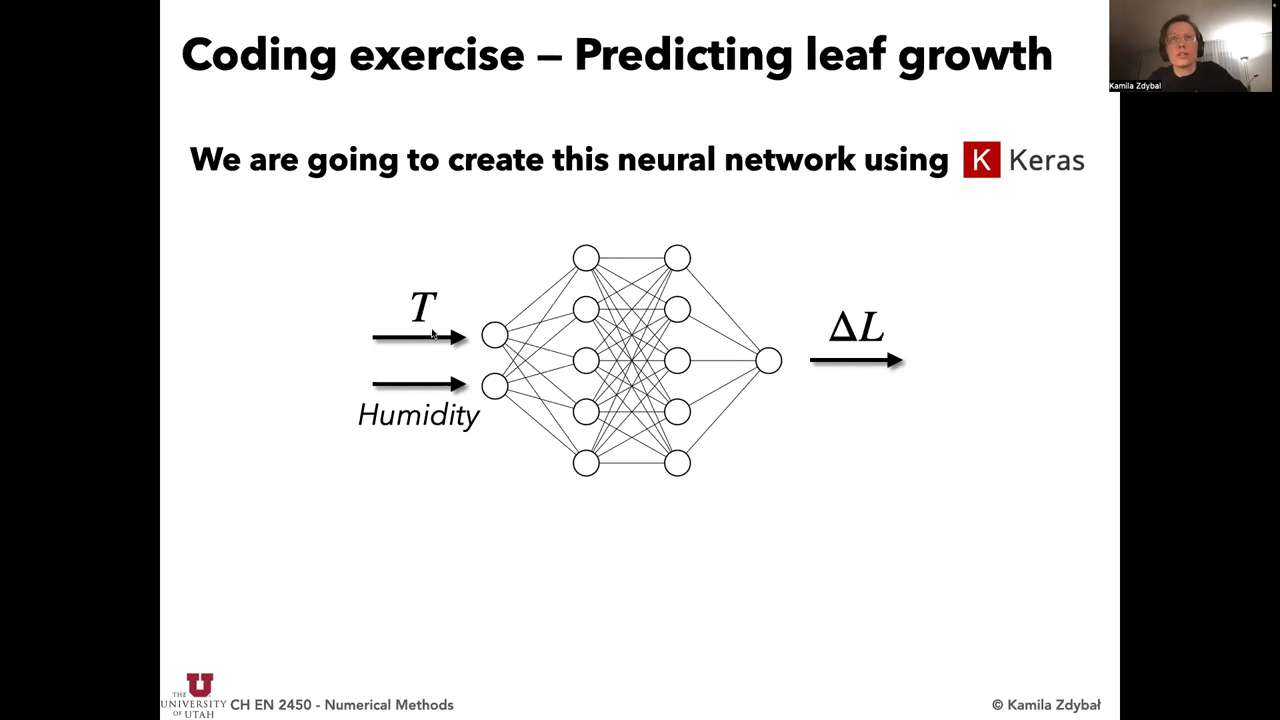 Coding exercise – Predicting leaf growth
Kamila Zdybal
We are going to create this neural network using K Keras
T
Humidity
ΔL
THE
UNIVERSITY
OF UTAH
U
CH EN 2450 - Numerical Methods
© Kamila Zdybał